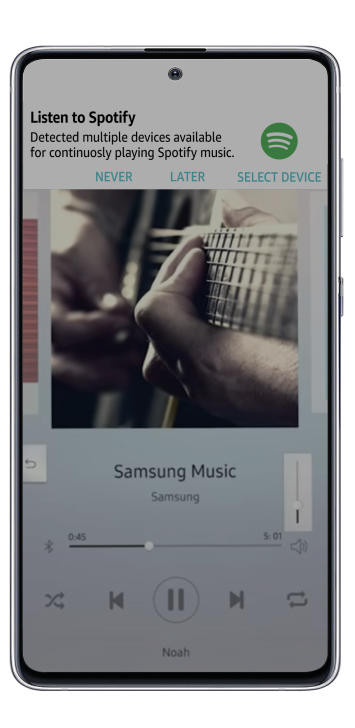 Listen to Spotify
Detected multiple devices available
for continuosly playing Spotify music.
NEVER LATER SELECT DEVICE
Samsung Music
Samsung
0:45 5:01
Noah